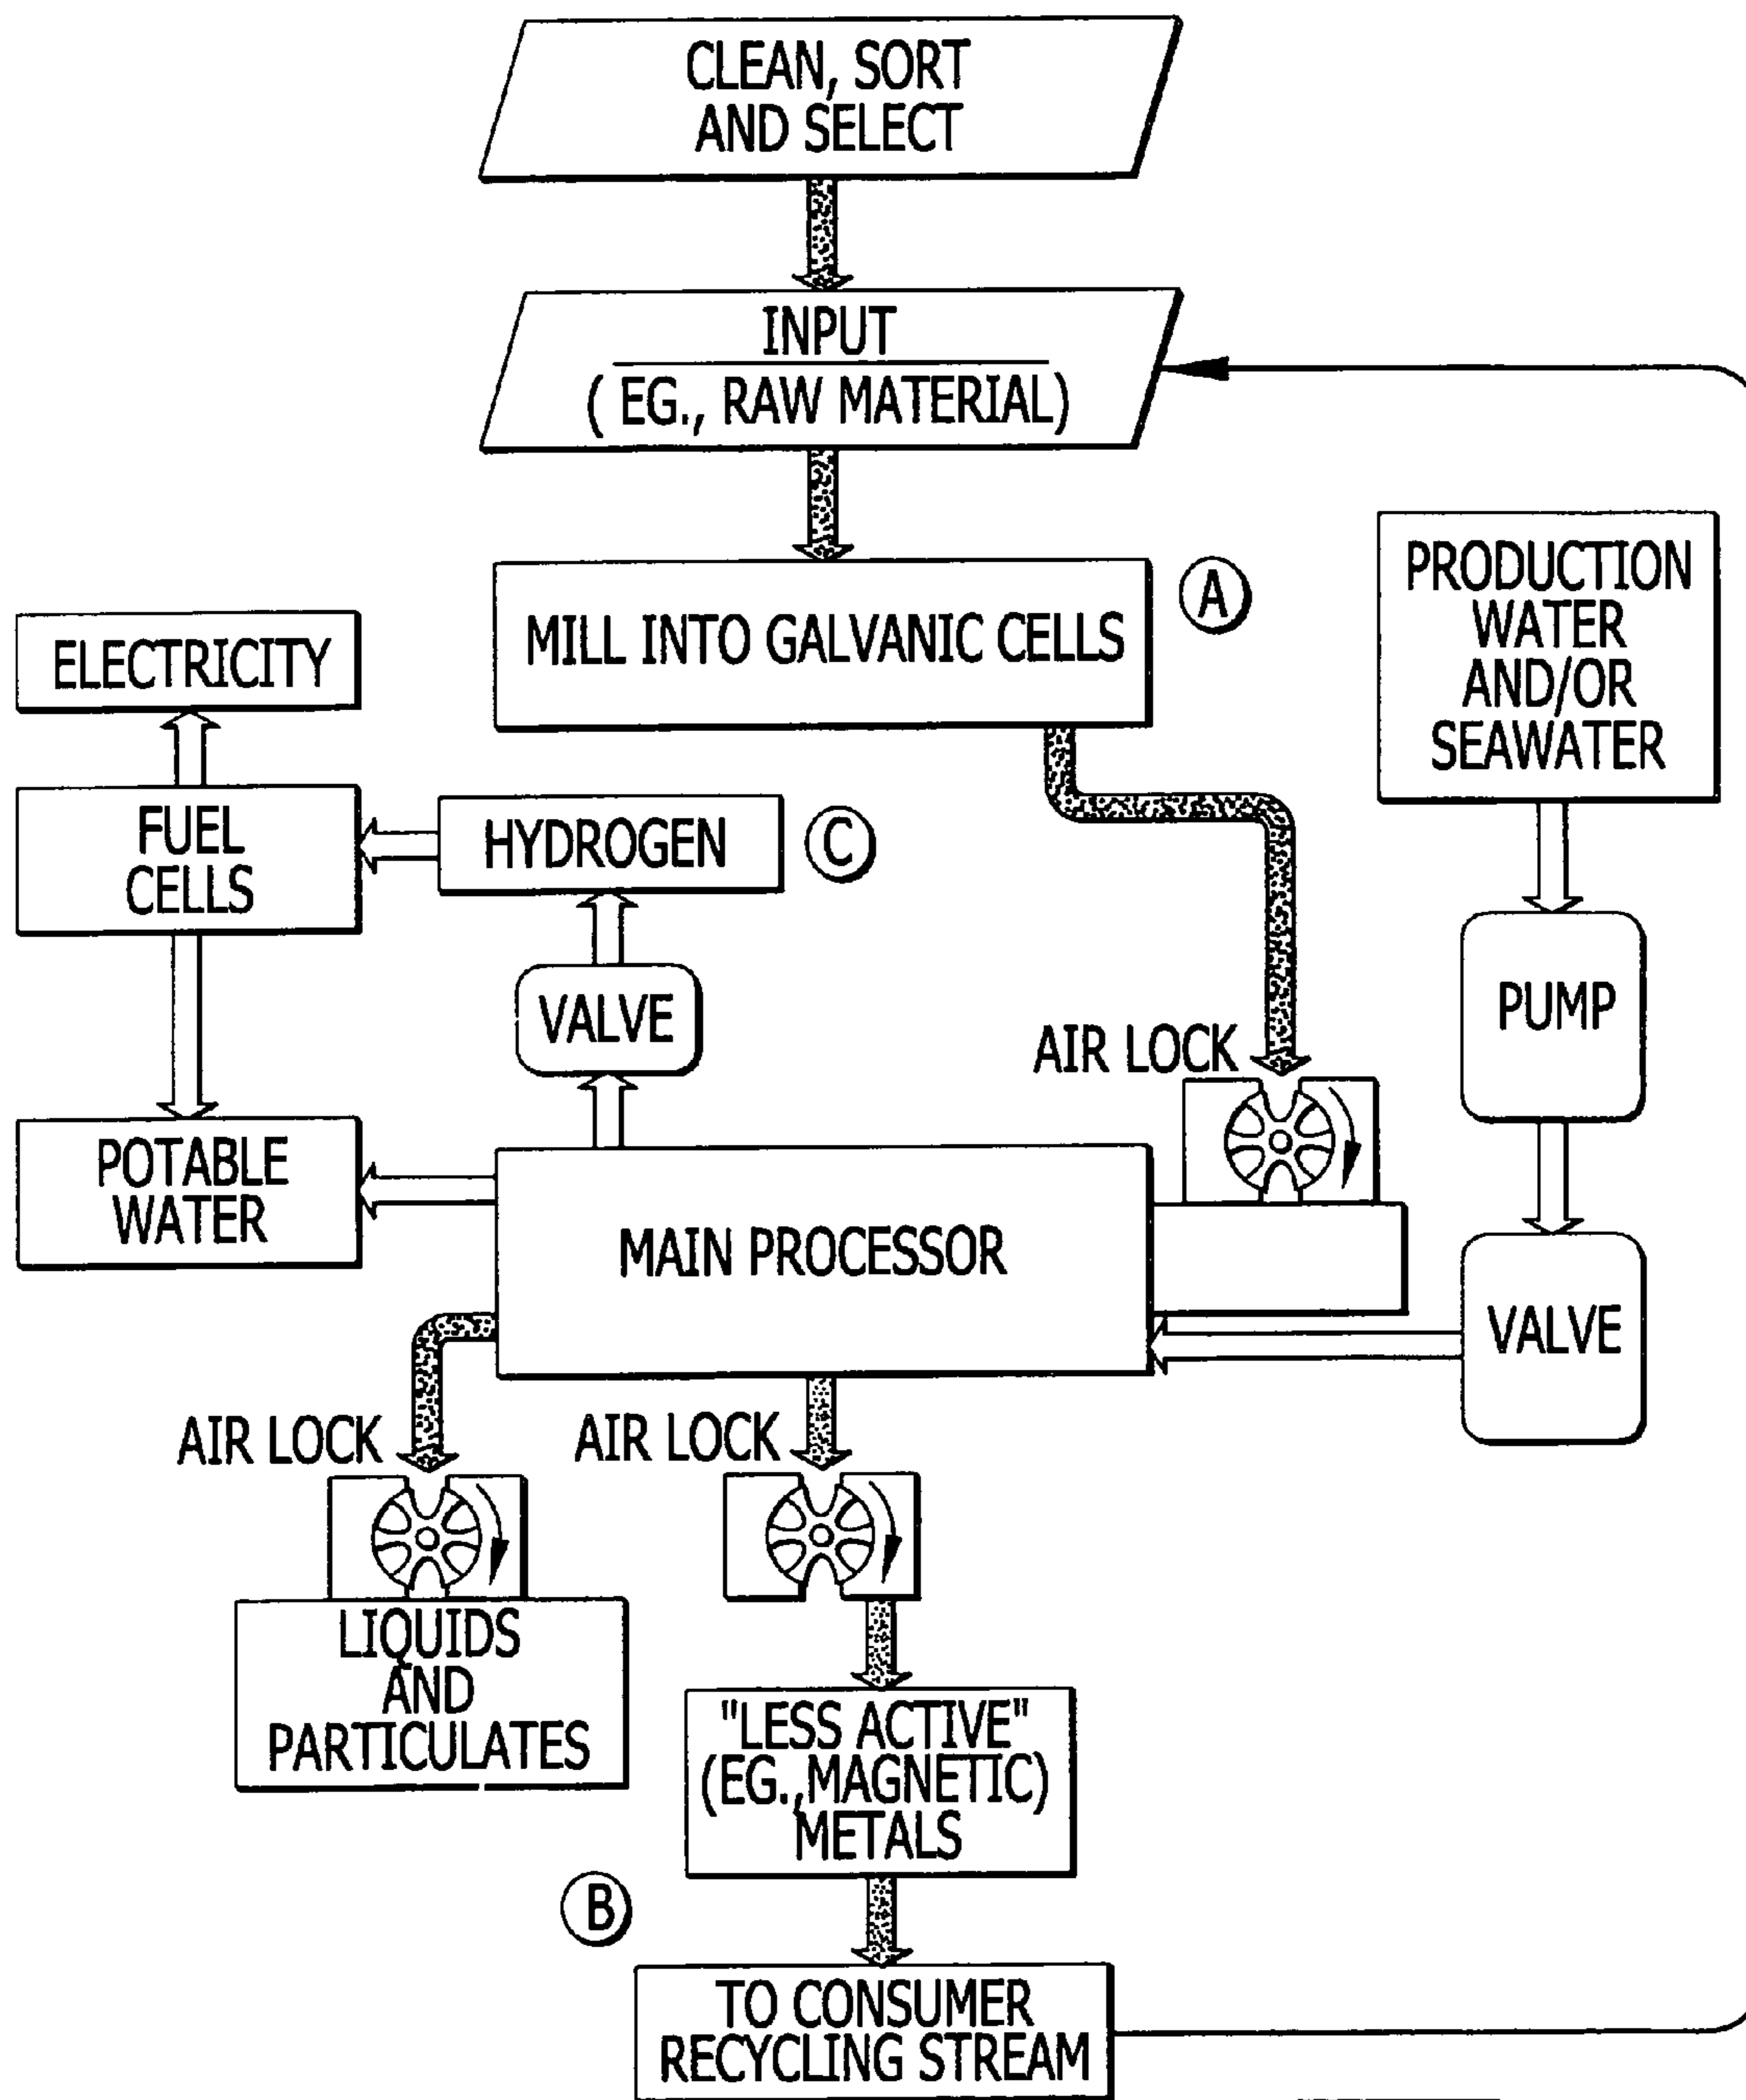 CLEAN, SORT
AND SELECT
INPUT
( EG., RAW MATERIAL)
MILL INTO GALVANIC CELLS
A
PRODUCTION
WATER
AND/OR
SEAWATER
ELECTRICITY
FUEL
CELLS
HYDROGEN
C
VALVE
PUMP
AIR LOCK
POTABLE
WATER
MAIN PROCESSOR
VALVE
AIR LOCK
AIR LOCK
LIQUIDS
AND
PARTICULATES
"LESS ACTIVE"
(EG.,MAGNETIC)
METALS
B
TO CONSUMER
RECYCLING STREAM